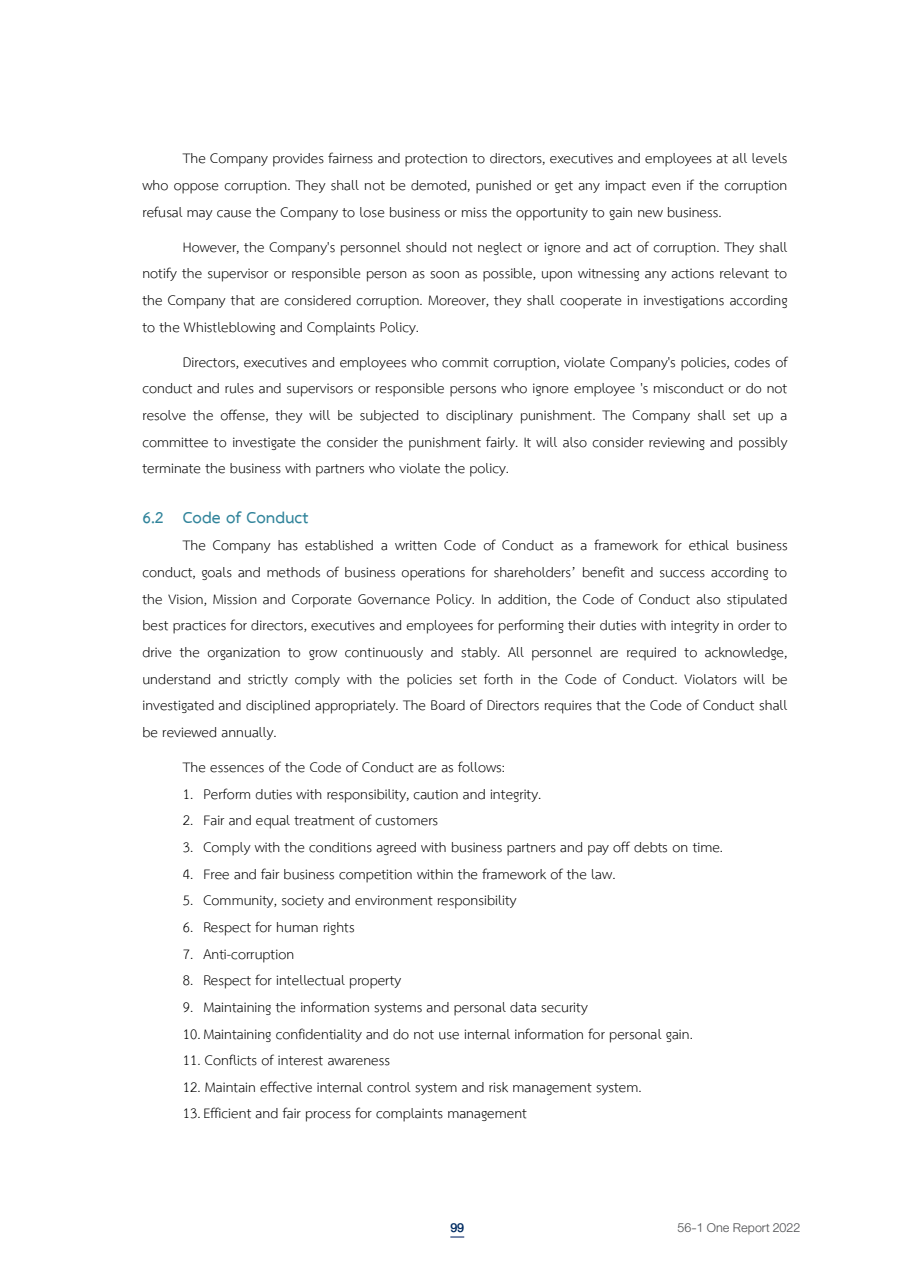 The Company provides fairness and protection to directors, executives and employees at all levels
who oppose corruption. They shall not be demoted, punished or get any impact even if the corruption
refusal may cause the Company to lose business or miss the opportunity to gain new business.
However, the Company's personnel should not neglect or ignore and act of corruption. They shall
notify the supervisor or responsible person as soon as possible, upon witnessing any actions relevant to
the Company that are considered corruption. Moreover, they shall cooperate in investigations according
to the Whistleblowing and Complaints Policy.
Directors, executives and employees who commit corruption, violate Company's policies, codes of
conduct and rules and supervisors or responsible persons who ignore employee 's misconduct or do not
resolve the offense, they will be subjected to disciplinary punishment. The Company shall set up a
committee to investigate the consider the punishment fairly. It will also consider reviewing and possibly
terminate the business with partners who violate the policy.
6.2 Code of Conduct
The Company has established a written Code of Conduct as a framework for ethical business
conduct, goals and methods of business operations for shareholders’ benefit and success according to
the Vision, Mission and Corporate Governance Policy. In addition, the Code of Conduct also stipulated
best practices for directors, executives and employees for performing their duties with integrity in order to
drive the organization to grow continuously and stably. All personnel are required to acknowledge,
understand and strictly comply with the policies set forth in the Code of Conduct. Violators will be
investigated and disciplined appropriately. The Board of Directors requires that the Code of Conduct shall
be reviewed annually.
The essences of the Code of Conduct are as follows:
1. Perform duties with responsibility, caution and integrity.
2. Fair and equal treatment of customers
3. Comply with the conditions agreed with business partners and pay off debts on time.
4. Free and fair business competition within the framework of the law.
5. Community, society and environment responsibility
6. Respect for human rights
7. Anti-corruption
8. Respect for intellectual property
9. Maintaining the information systems and personal data security
10. Maintaining confidentiality and do not use internal information for personal gain.
11. Conflicts of interest awareness
12. Maintain effective internal control system and risk management system.
13. Efficient and fair process for complaints management
99
56-1 One Report 2022